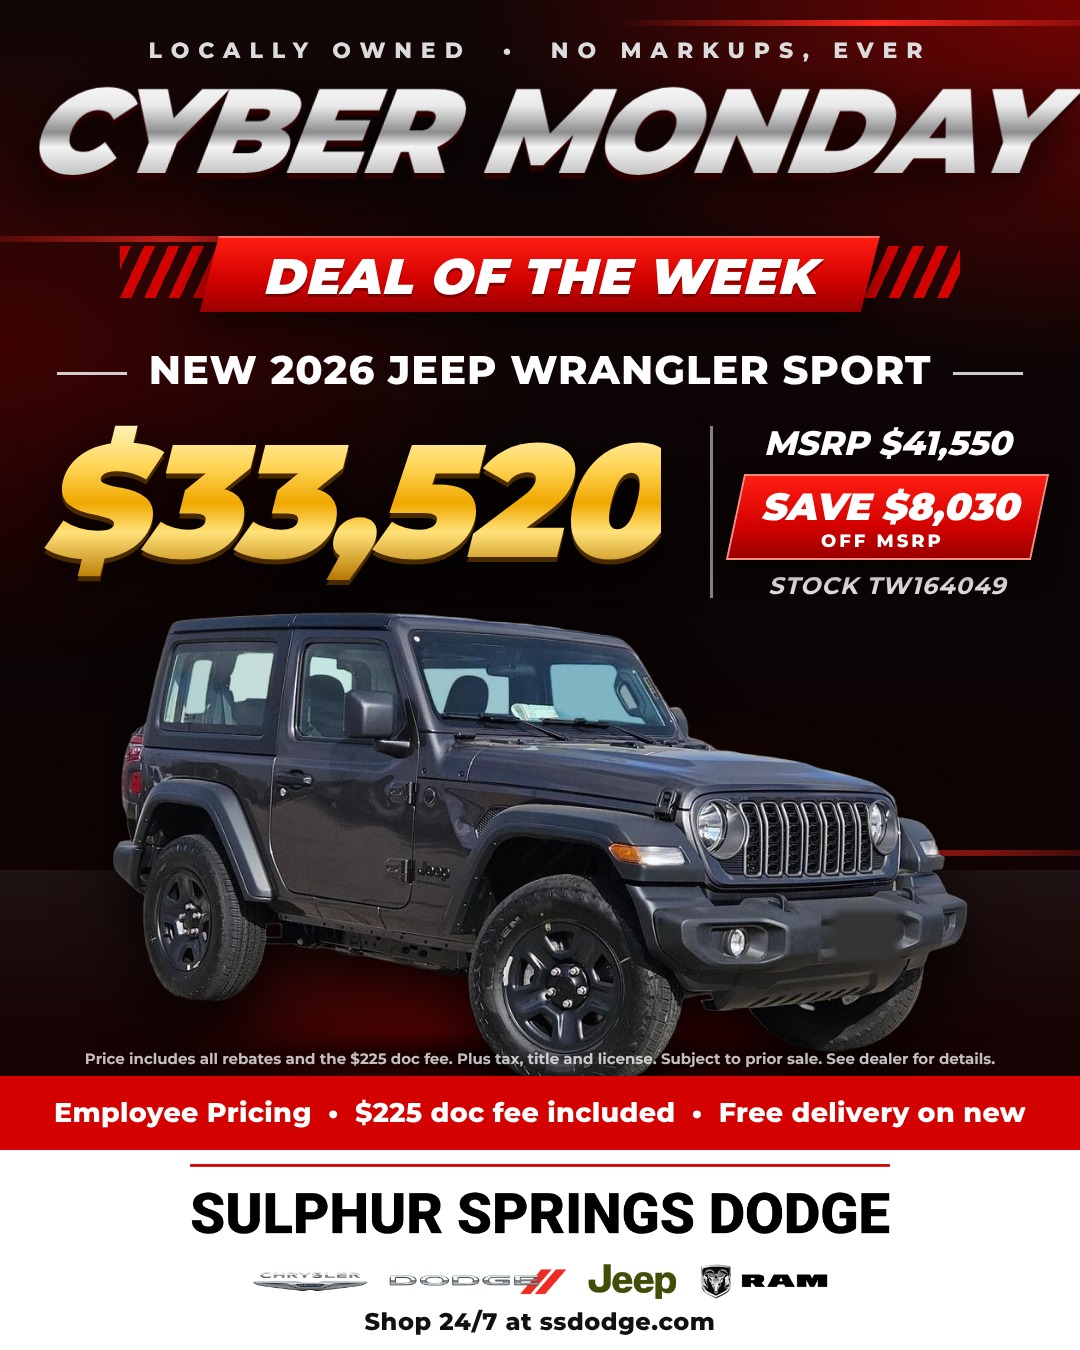 LOCALLY OWNED • NO MARKUPS, EVER
CYBER MONDAY
DEAL OF THE WEEK
NEW 2026 JEEP WRANGLER SPORT
$33,520
MSRP $41,550
SAVE $8,030
OFF MSRP
STOCK TW164049
Jeep
Price includes all rebates and the $225 doc fee. Plus tax, title and license. Subject to prior sale. See dealer for details.
Employee Pricing • $225 doc fee included • Free delivery on new
SULPHUR SPRINGS DODGE
CHRYSLER DODGE Jeep RAM
Shop 24/7 at ssdodge.com